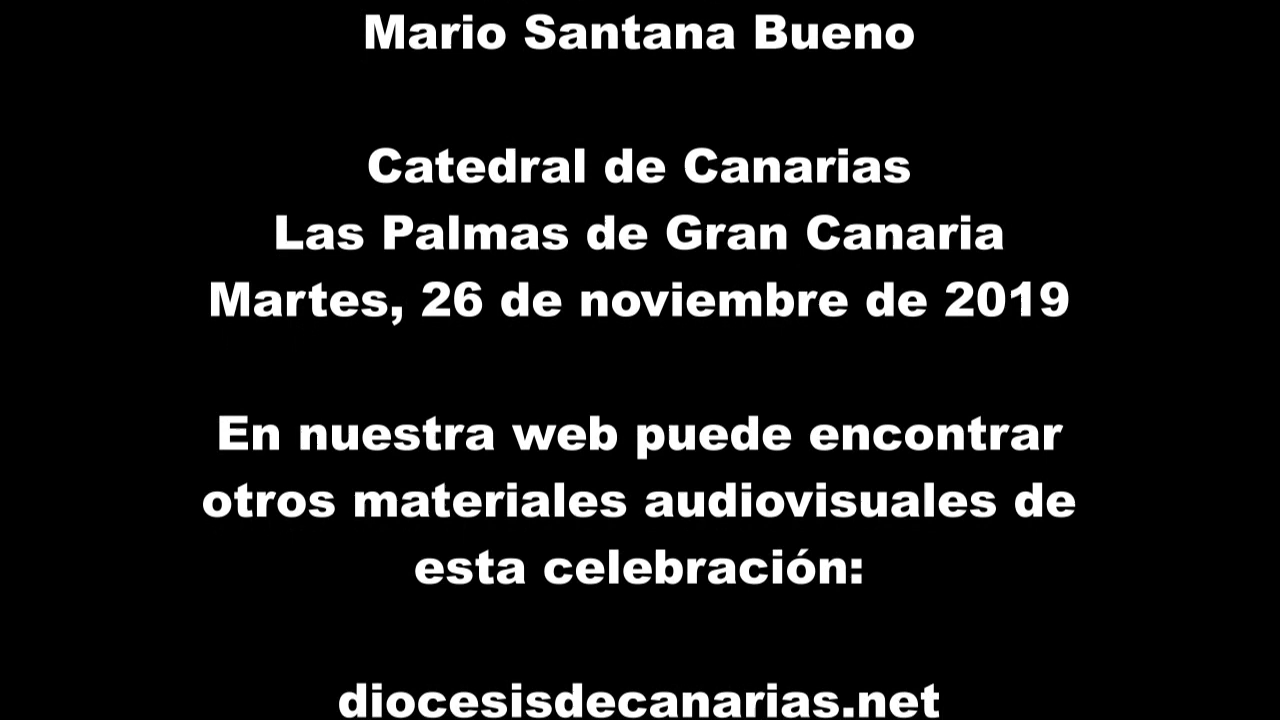 Mario Santana Bueno
Catedral de Canarias
Las Palmas de Gran Canaria
Martes, 26 de noviembre de 2019
En nuestra web puede encontrar
otros materiales audiovisuales de
esta celebración:
diocesisdecanarias.net